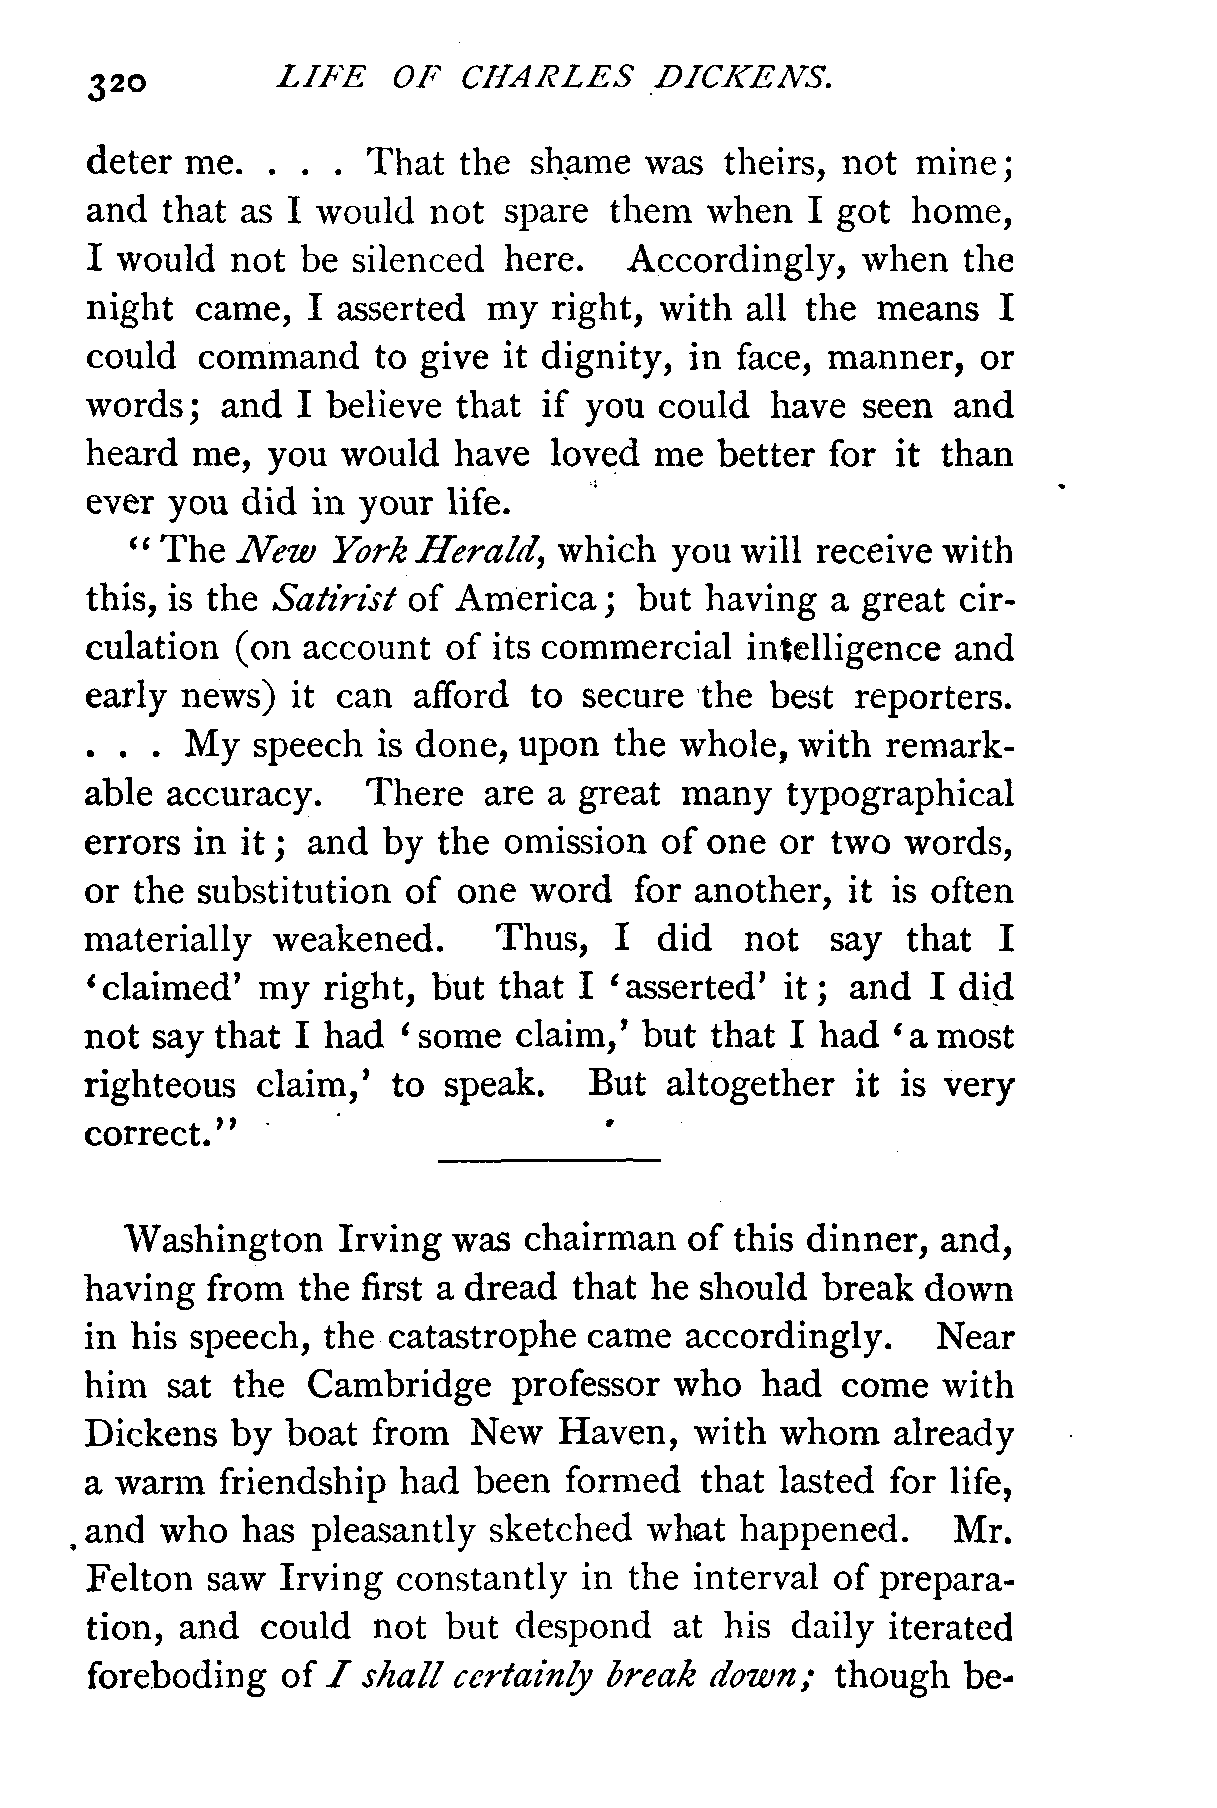 320 LIFE OF CHARLES DICKENS.
deter me. . . . That the shame was theirs, not mine;
and that as I would not spare them when I got home,
I would not be silenced here. Accordingly, when the
night came, I asserted my right, with all the means I
could command to give it dignity, in face, manner, or
words; and I believe that if you could have seen and
heard me, you would have loved me better for it than
ever you did in your life.
“The New York Herald, which you will receive with
this, is the Satirist of America; but having a great cir-
culation (on account of its commercial intelligence and
early news) it can afford to secure the best reporters.
. . . My speech is done, upon the whole, with remark-
able accuracy. There are a great many typographical
errors in it; and by the omission of one or two words,
or the substitution of one word for another, it is often
materially weakened. Thus, I did not say that I
‘claimed’ my right, but that I ‘asserted’ it; and I did
not say that I had ‘some claim,’ but that I had ‘a most
righteous claim,’ to speak. But altogether it is very
correct.”
Washington Irving was chairman of this dinner, and,
having from the first a dread that he should break down
in his speech, the catastrophe came accordingly. Near
him sat the Cambridge professor who had come with
Dickens by boat from New Haven, with whom already
a warm friendship had been formed that lasted for life,
and who has pleasantly sketched what happened. Mr.
Felton saw Irving constantly in the interval of prepara-
tion, and could not but despond at his daily iterated
foreboding of I shall certainly break down; though be-